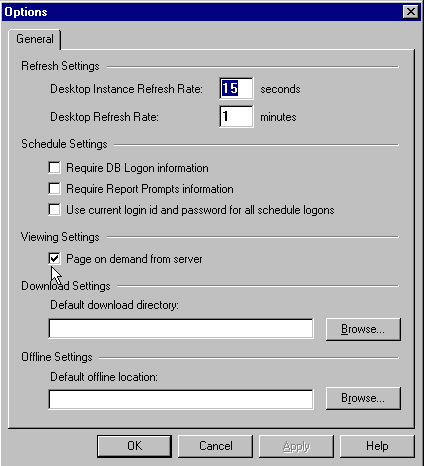 Options
General
Refresh Settings
Desktop Instance Refresh Rate: 15 seconds
Desktop Refresh Rate: 1 minutes
Schedule Settings
Require DB Logon information
Require Report Prompts information
Use current login id and password for all schedule logons
Viewing Settings
Page on demand from server
Download Settings
Default download directory:
Browse...
Offline Settings
Default offline location:
Browse...
OK Cancel Apply Help